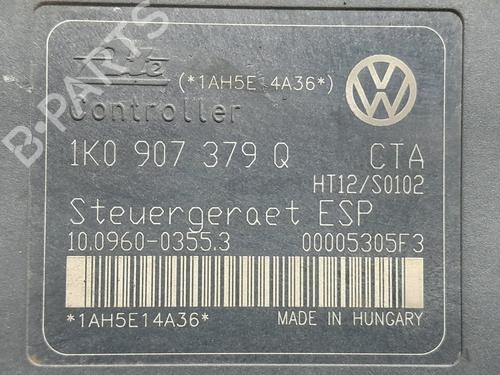 Ate (*1AH5E14A36*)
Controller
1K0 907 379 Q CTA
HT12/S0102
Steuergeraet ESP
10.0960-0355.3 00005305F3
*1AH5E14A36* MADE IN HUNGARY
B-PARTS